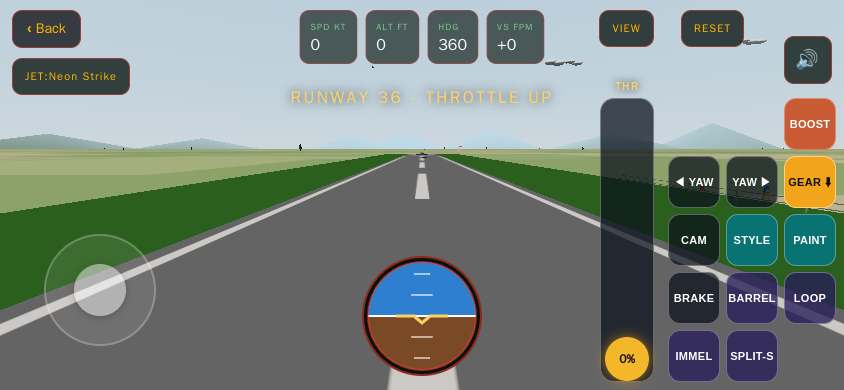 ‹ Back
SPD KT
0
ALT FT
0
HDG
360
VS FPM
+0
VIEW
RESET
JET:Neon Strike
RUNWAY 36 - THROTTLE UP
THR
BOOST
◀ YAW
YAW ▶
GEAR ⬇
CAM
STYLE
PAINT
BRAKE
BARREL
LOOP
0%
IMMEL
SPLIT-S